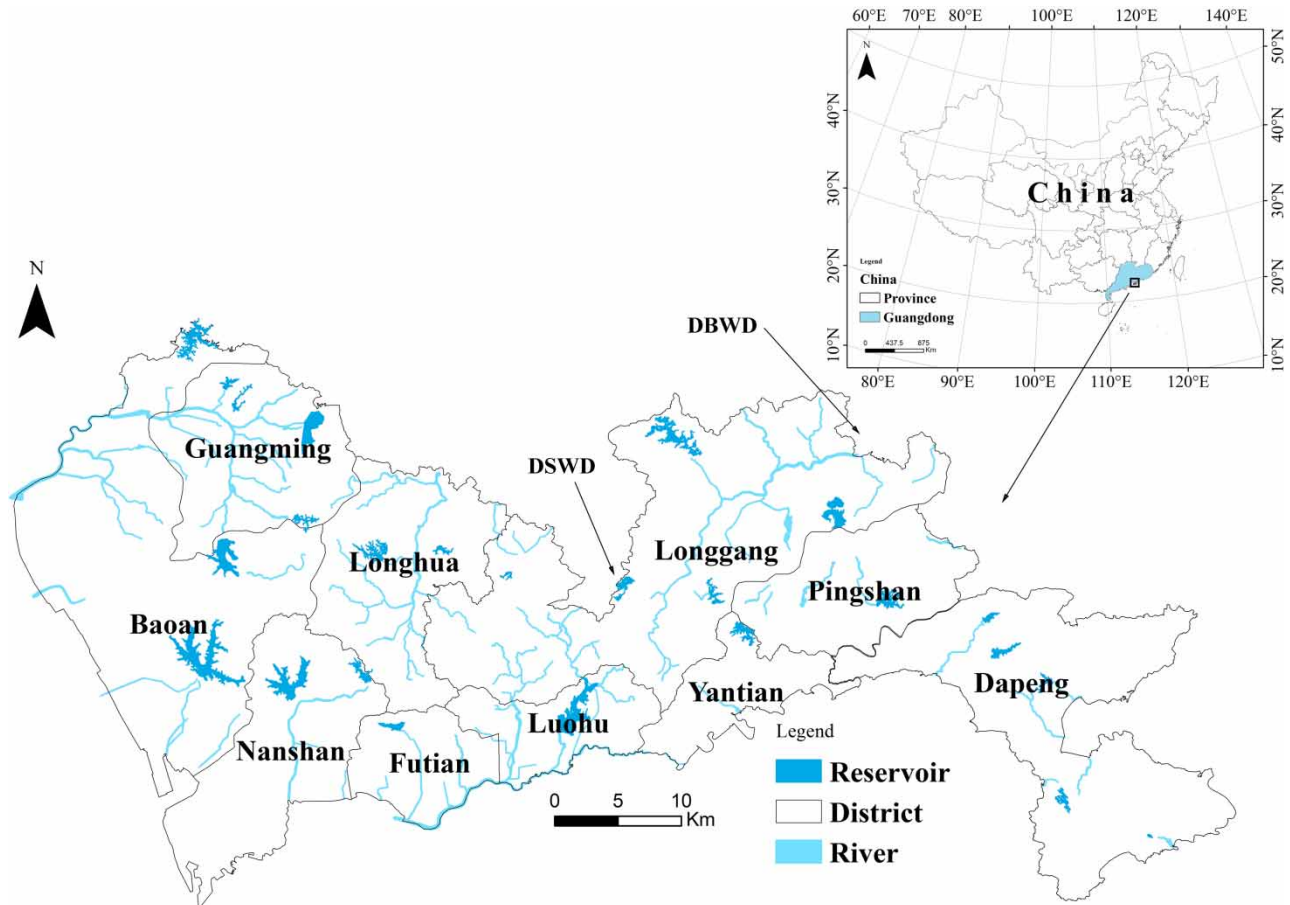 60°E 70°E 80°E 100°E 120°E 140°E
N
50°N
40°N
40°N
30°N
China
30°N
20°N
Legend
China
Province
Guangdong
20°N
0 437.5 875
Km
10°N
10°N
80°E 90°E 100°E 110°E 120°E
N
DBWD
DSWD
Guangming
Longhua
Longgang
Pingshan
Baoan
Yantian
Dapeng
Luohu
Nanshan
Futian
Legend
Reservoir
District
River
0 5 10
Km